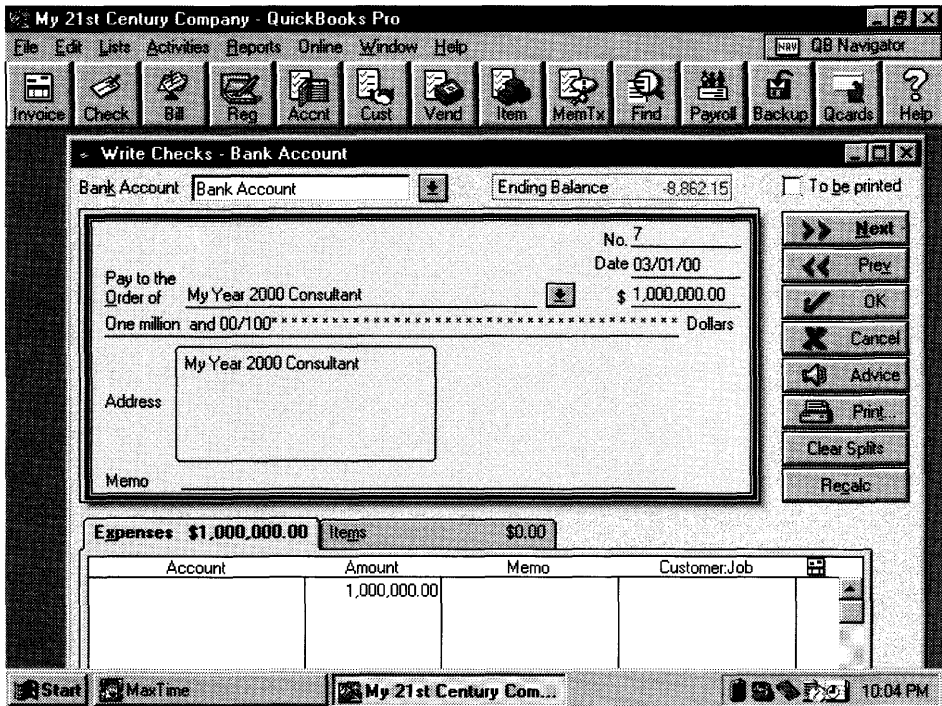 My 21st Century Company - QuickBooks Pro
File Edit Lists Activities Reports Online Window Help
NAV QB Navigator
Invoice Check Bill Reg Accnt Cust Vend Item MemTx Find Payroll Backup Qcards Help
Write Checks - Bank Account
Bank Account Bank Account Ending Balance -8,862.15 To be printed
No. 7
Date 03/01/00
Pay to the
Order of My Year 2000 Consultant $ 1,000,000.00
One million and 00/100* * * * * * * * * * * * * * * * * * * * * * * * * * * * * * * * * * * * * * * * * * * * * Dollars
My Year 2000 Consultant
Address
Memo
Next
Prev
OK
Cancel
Advice
Print...
Clear Splits
Recalc
Expenses $1,000,000.00 Items $0.00
Account Amount Memo Customer:Job
1,000,000.00
Start MaxTime My 21st Century Com... 10:04 PM